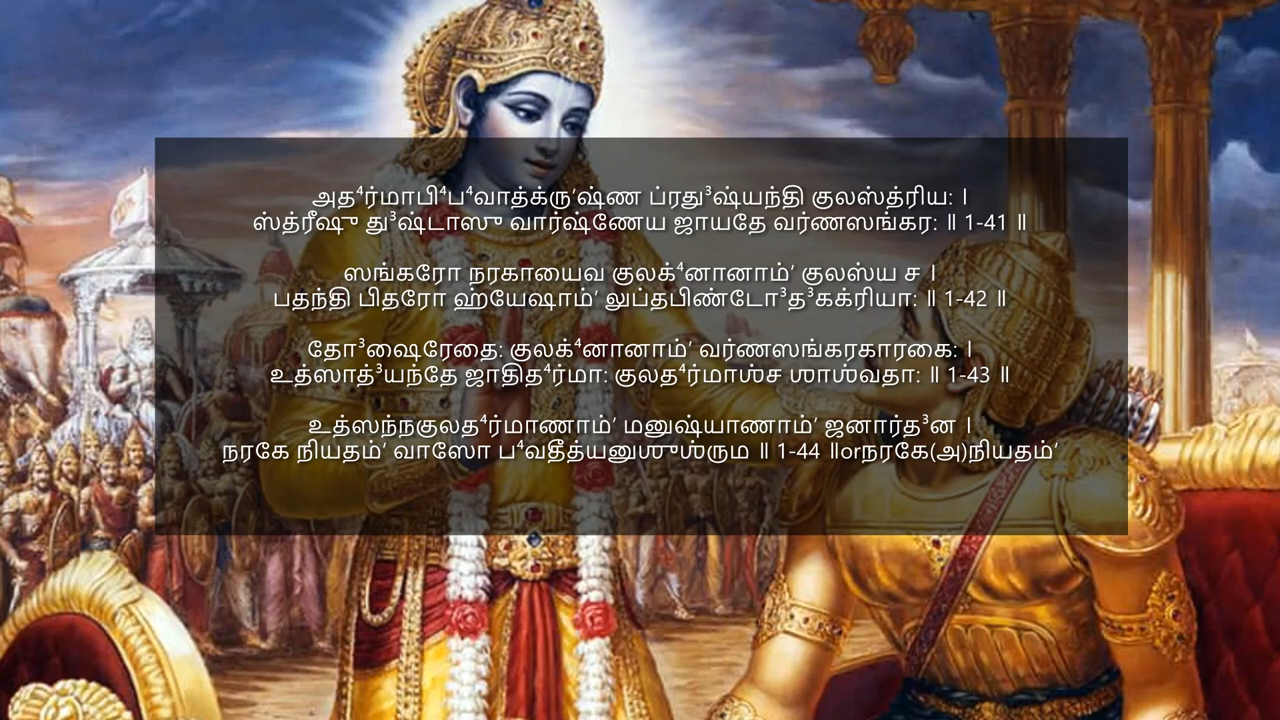 அத⁴ர்மாபி⁴ப⁴வாத்க்ரு’ஷ்ண ப்ரது³ஷ்யந்தி குலஸ்த்ரிய: ।
ஸ்த்ரீஷு து³ஷ்டாஸு வார்ஷ்ணேய ஜாயதே வர்ணஸங்கர: ॥ 1-41 ॥
ஸங்கரோ நரகாயைவ குலக்⁴னானாம்’ குலஸ்ய ச ।
பதந்தி பிதரோ ஹ்யேஷாம்’ லுப்தபிண்டோ³த³கக்ரியா: ॥ 1-42 ॥
தோ³ஷைரேதை: குலக்⁴னானாம்’ வர்ணஸங்கரகாரகை: ।
உத்ஸாத்³யந்தே ஜாதித⁴ர்மா: குலத⁴ர்மாஶ்ச ஶாஶ்வதா: ॥ 1-43 ॥
உத்ஸந்நகுலத⁴ர்மாணாம்’ மனுஷ்யாணாம்’ ஜனார்த³ன ।
நரகே நியதம்’ வாஸோ ப⁴வதீத்யனுஶுஶ்ரும ॥ 1-44 ॥orநரகே(அ)நியதம்’